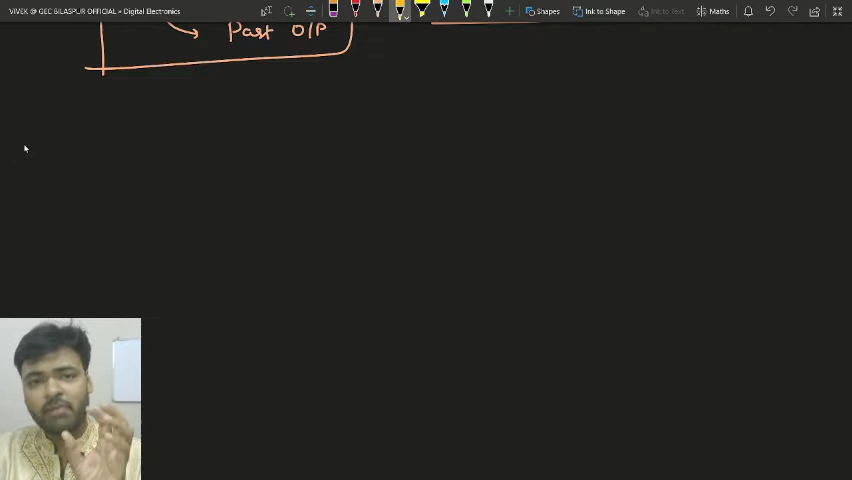 VIVEK @ GEC BILASPUR OFFICIAL » Digital Electronics
Shapes
Ink to Shape
Ink to Text
Maths
Past O/P